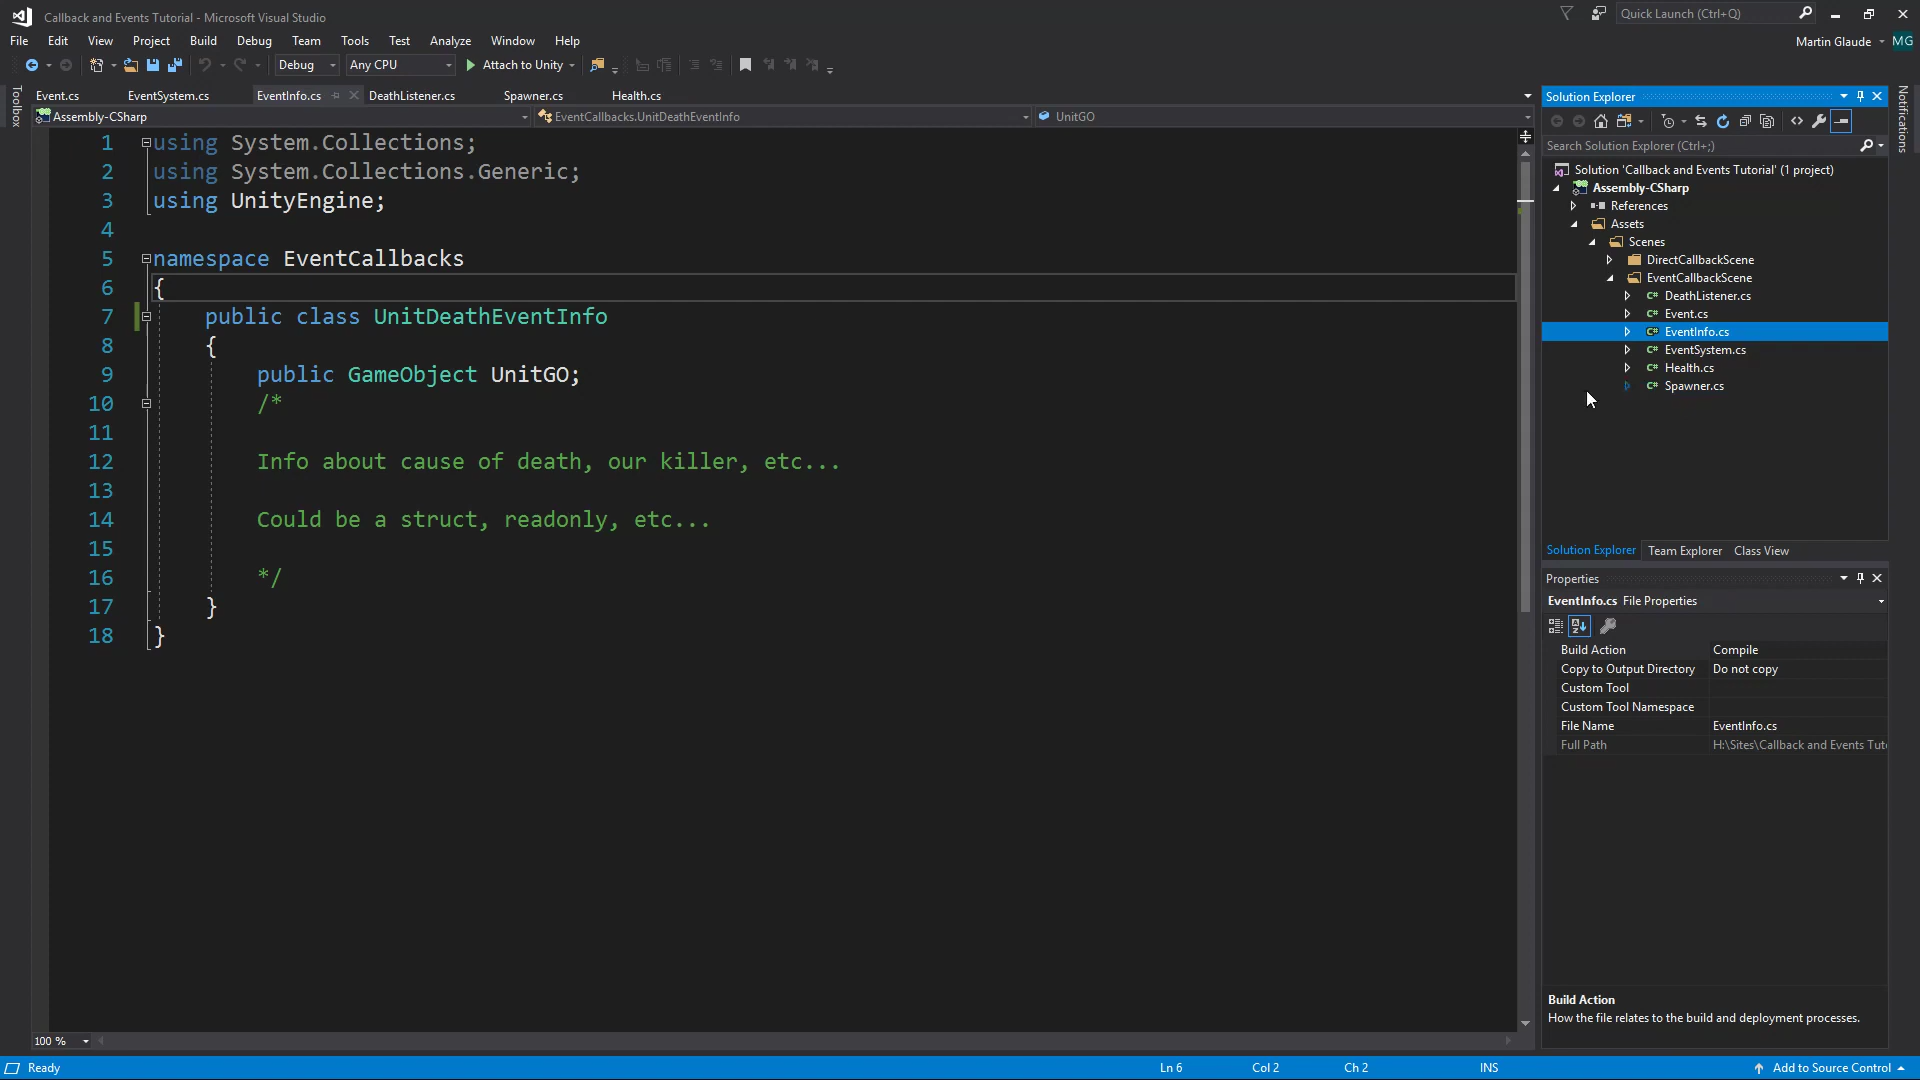 Callback and Events Tutorial - Microsoft Visual Studio
Quick Launch (Ctrl+Q)
File Edit View Project Build Debug Team Tools Test Analyze Window Help
Martin Glaude MG
Debug Any CPU Attach to Unity
Toolbox
Event.cs EventSystem.cs EventInfo.cs DeathListener.cs Spawner.cs Health.cs
Assembly-CSharp EventCallbacks.UnitDeathEventInfo UnitGO
1 using System.Collections;
2 using System.Collections.Generic;
3 using UnityEngine;
4
5 namespace EventCallbacks
6 {
7 public class UnitDeathEventInfo
8 {
9 public GameObject UnitGO;
10 /*
11
12 Info about cause of death, our killer, etc...
13
14 Could be a struct, readonly, etc...
15
16 */
17 }
18 }
100 %
Solution Explorer
Notifications
Search Solution Explorer (Ctrl+;)
Solution 'Callback and Events Tutorial' (1 project)
Assembly-CSharp
References
Assets
Scenes
DirectCallbackScene
EventCallbackScene
C# DeathListener.cs
C# Event.cs
C# EventInfo.cs
C# EventSystem.cs
C# Health.cs
C# Spawner.cs
Solution Explorer Team Explorer Class View
Properties
EventInfo.cs File Properties
Build Action Compile
Copy to Output Directory Do not copy
Custom Tool
Custom Tool Namespace
File Name EventInfo.cs
Full Path H:\Sites\Callback and Events Tut
Build Action
How the file relates to the build and deployment processes.
Ready Ln 6 Col 2 Ch 2 INS Add to Source Control